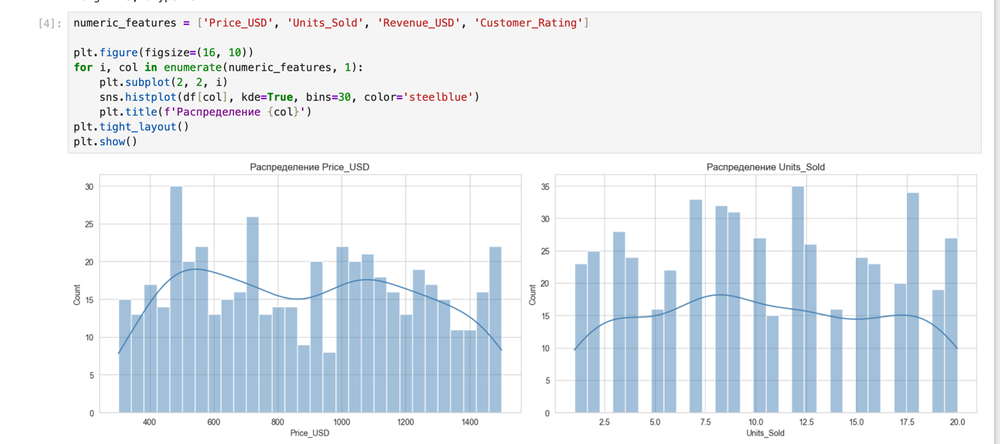 [4]:
numeric_features = ['Price_USD', 'Units_Sold', 'Revenue_USD', 'Customer_Rating']
plt.figure(figsize=(16, 10))
for i, col in enumerate(numeric_features, 1):
    plt.subplot(2, 2, i)
    sns.histplot(df[col], kde=True, bins=30, color='steelblue')
    plt.title(f'Распределение {col}')
plt.tight_layout()
plt.show()
Распределение Price_USD
Count
30
25
20
15
10
5
0
400 600 800 1000 1200 1400
Price_USD
Распределение Units_Sold
Count
35
30
25
20
15
10
5
0
2.5 5.0 7.5 10.0 12.5 15.0 17.5 20.0
Units_Sold